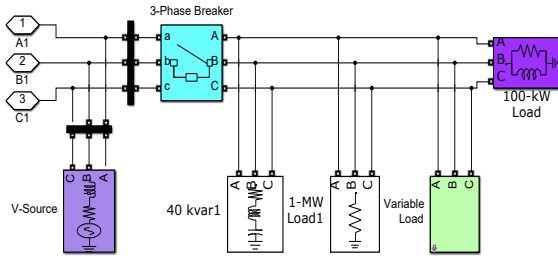 3-Phase Breaker
1
A1
2
B1
3
C1
a
A
b
B
c
C
A
B
C
100-kW
Load
C
B
A
V-Source
40 kvar1
A
B
C
1-MW
Load1
A
B
C
Variable
Load
A
B
C